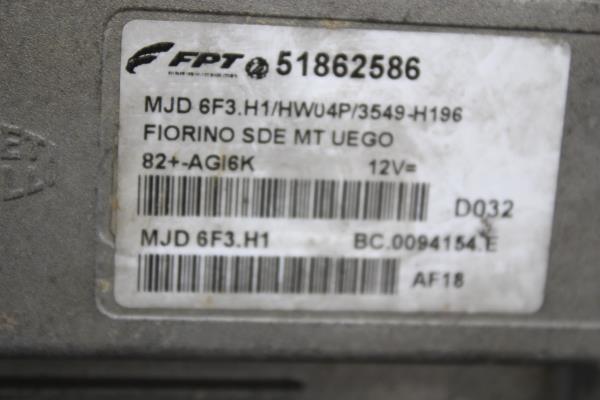 FPT 51862586
MJD 6F3.H1/HW04P/3549-H196
FIORINO SDE MT UEGO
82+-AGI6K 12V=
D032
MJD 6F3.H1 BC.0094154.E
AF18